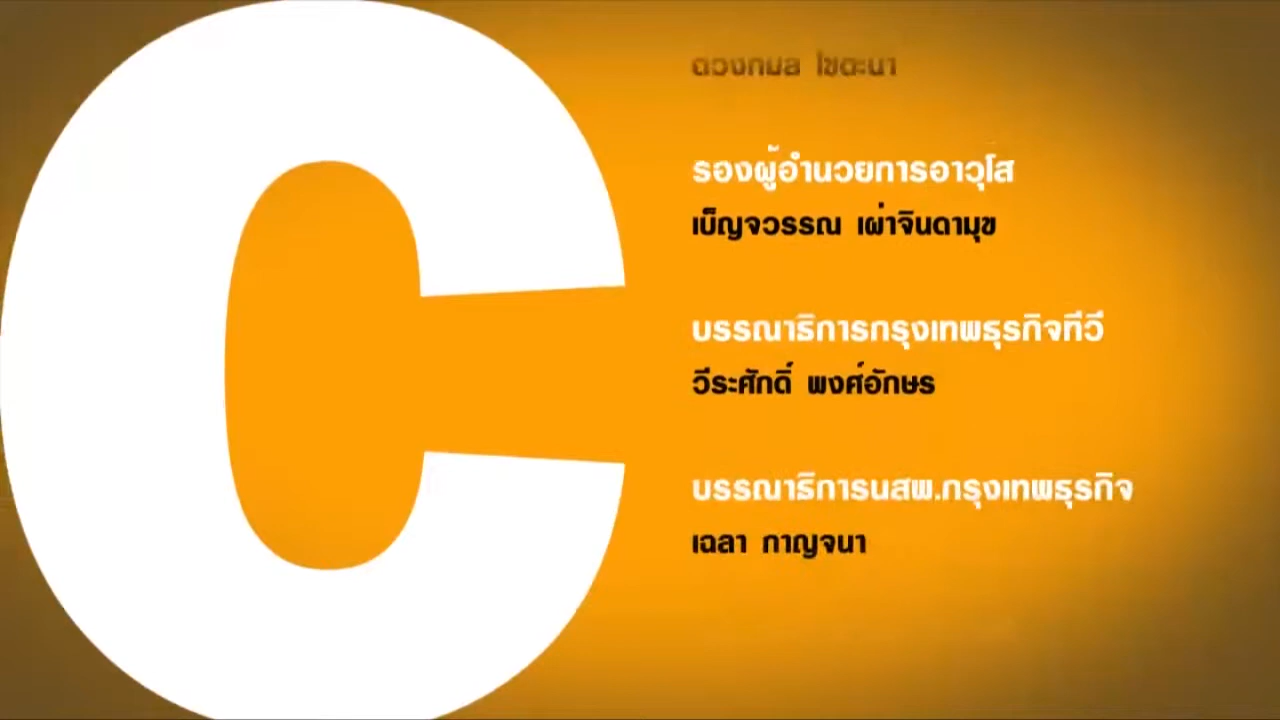 C
ดวงกมล โชตะนา
รองผู้อำนวยการอาวุโส
เบ็ญจวรรณ เผ่าจินดามุข
บรรณาธิการกรุงเทพธุรกิจทีวี
วีระศักดิ์ พงศ์อักษร
บรรณาธิการนสพ.กรุงเทพธุรกิจ
เฉลา กาญจนา